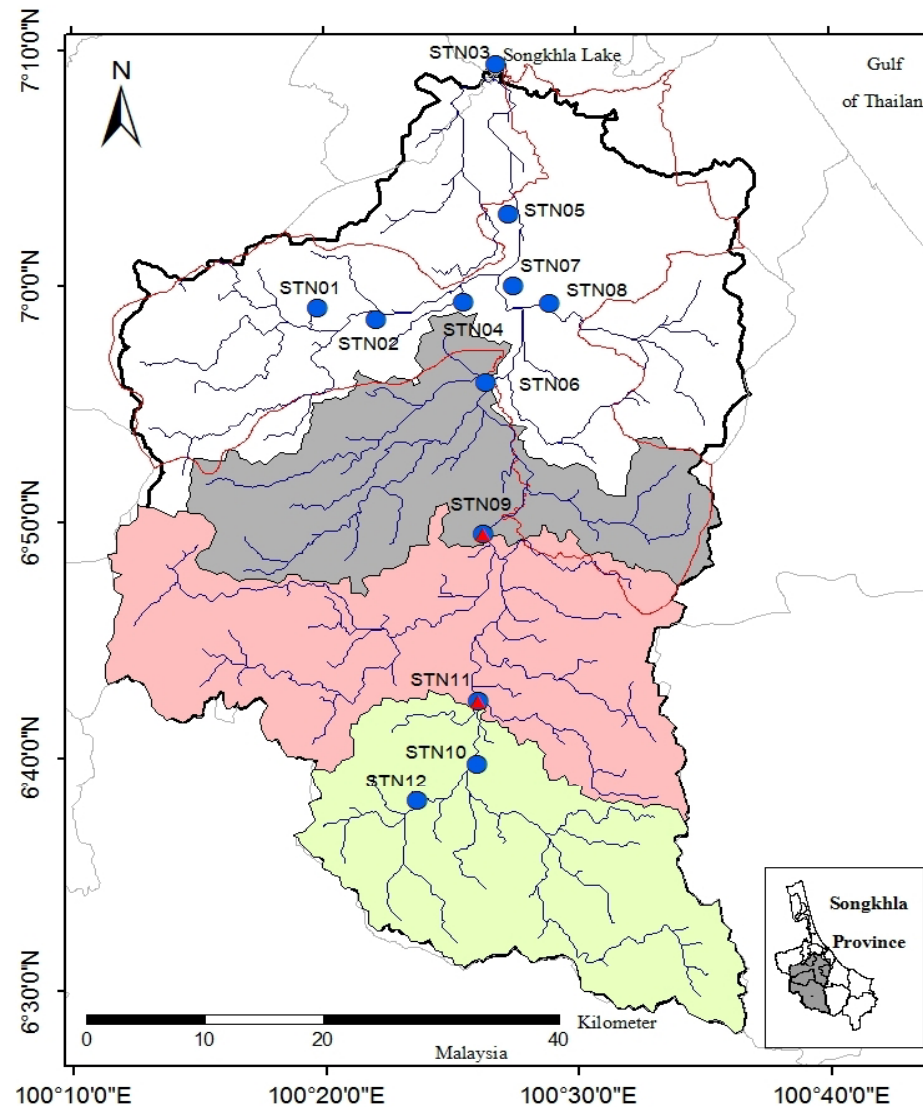 7°10'0"N
STN03
Songkhla Lake
Gulf
of Thailan
N
STN05
7°0'0"N
STN07
STN01
STN08
STN02
STN04
STN06
6°50'0"N
STN09
STN11
6°40'0"N
STN10
STN12
Songkhla
Province
6°30'0"N
Kilometer
0 10 20 40
Malaysia
100°10'0"E 100°20'0"E 100°30'0"E 100°40'0"E